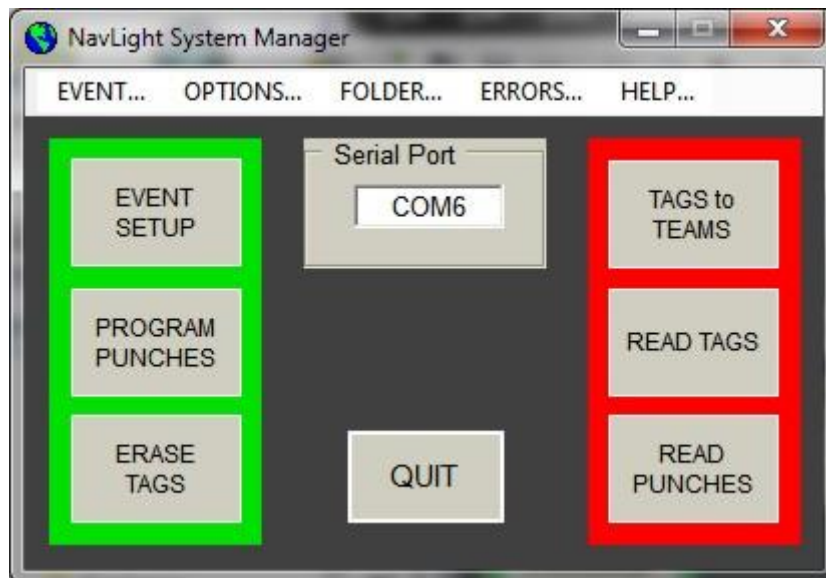 NavLight System Manager
EVENT... OPTIONS... FOLDER... ERRORS... HELP...
EVENT
SETUP
PROGRAM
PUNCHES
ERASE
TAGS
Serial Port
COM6
QUIT
TAGS to
TEAMS
READ TAGS
READ
PUNCHES